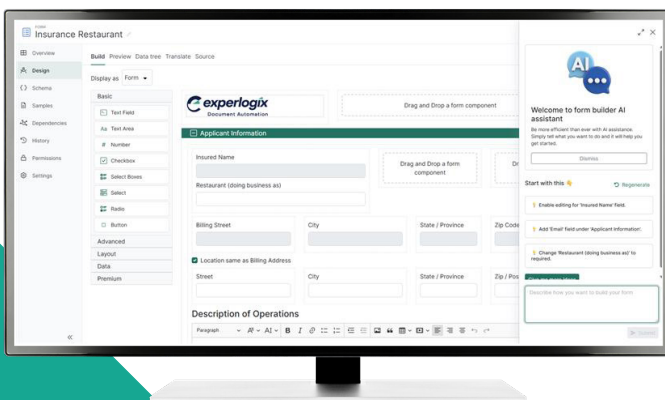 FORM
Insurance Restaurant
Overview
Design
Schema
Samples
Dependencies
History
Permissions
Settings
Build Preview Data tree Translate Source
Display as Form
Basic
Text Field
Text Area
Number
Checkbox
Select Boxes
Select
Radio
Button
Advanced
Layout
Data
Premium
experlogix
Document Automation
Drag and Drop a form component
Applicant Information
Insured Name
Restaurant (doing business as)
Drag and Drop a form
component
Dr
Billing Street
City
State / Province
Zip Code
Location same as Billing Address
Street
City
State / Province
Zip / Pos
Description of Operations
Paragraph
AI
B I
AI
Welcome to form builder AI
assistant
Be more efficient than ever with AI assistance.
Simply tell what you want to do and it will help you
get started.
Dismiss
Start with this
Regenerate
Enable editing for 'Insured Name' field.
Add 'Email' field under 'Applicant Information'.
Change 'Restaurant (doing business as)' to
required.
Describe how you want to build your form